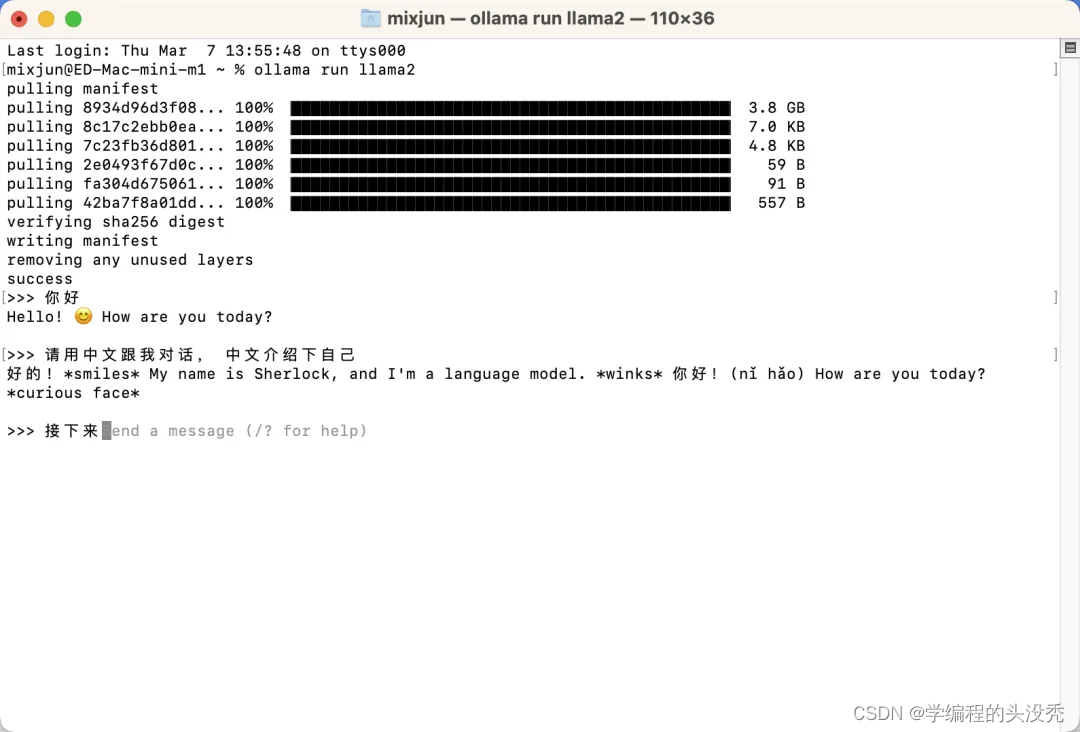 mixjun — ollama run llama2 — 110×36
Last login: Thu Mar  7 13:55:48 on ttys000
[mixjun@ED-Mac-mini-m1 ~ % ollama run llama2 ]
pulling manifest
pulling 8934d96d3f08... 100% 3.8 GB
pulling 8c17c2ebb0ea... 100% 7.0 KB
pulling 7c23fb36d801... 100% 4.8 KB
pulling 2e0493f67d0c... 100% 59 B
pulling fa304d675061... 100% 91 B
pulling 42ba7f8a01dd... 100% 557 B
verifying sha256 digest
writing manifest
removing any unused layers
success
[>>> 你好 ]
Hello! 😊 How are you today?
[>>> 请用中文跟我对话， 中文介绍下自己 ]
好的！*smiles* My name is Sherlock, and I'm a language model. *winks* 你好！(nǐ hǎo) How are you today?
*curious face*
>>> 接下来Send a message (/? for help)
CSDN @学编程的头没秃